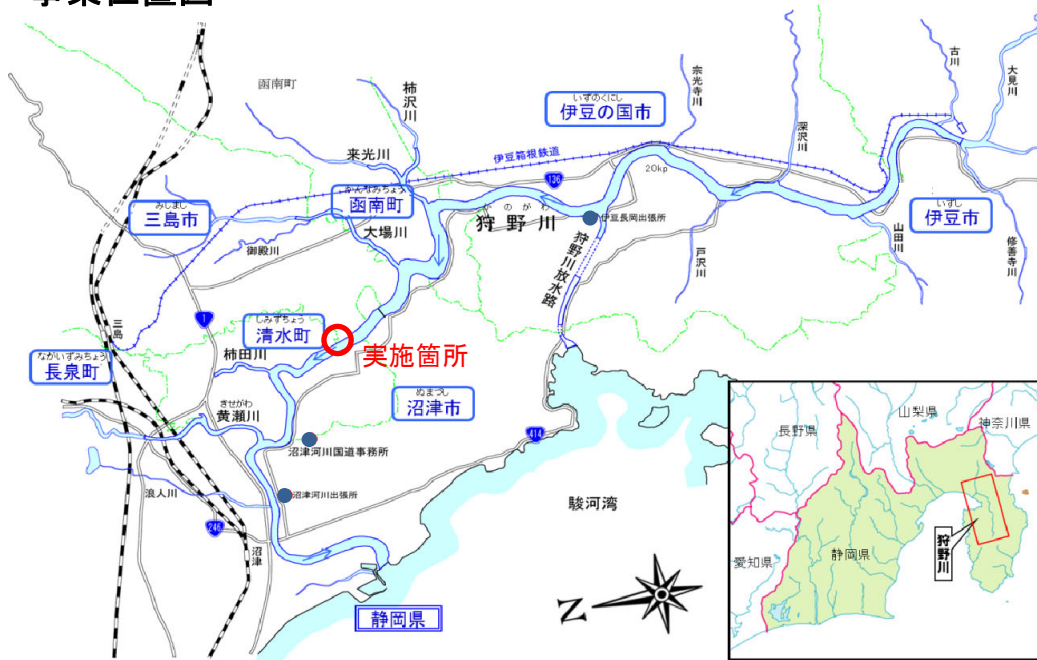 函南町
柿沢川
来光川
いずのくにし
伊豆の国市
宗光寺川
深沢川
古川
大見川
伊豆箱根鉄道
136
20kp
かんなみちょう
函南町
みしまし
三島市
大場川
御殿川
狩野川
伊豆長岡出張所
狩野川放水路
戸沢川
山田川
いずし
伊豆市
修善寺川
1
しみずちょう
清水町
実施箇所
三島
ながいずみちょう
長泉町
柿田川
ぬまづし
沼津市
きせがわ
黄瀬川
沼津河川国道事務所
414
浪人川
沼津河川出張所
246
沼津
駿河湾
静岡県
Z
長野県
山梨県
神奈川県
愛知県
静岡県
狩野川